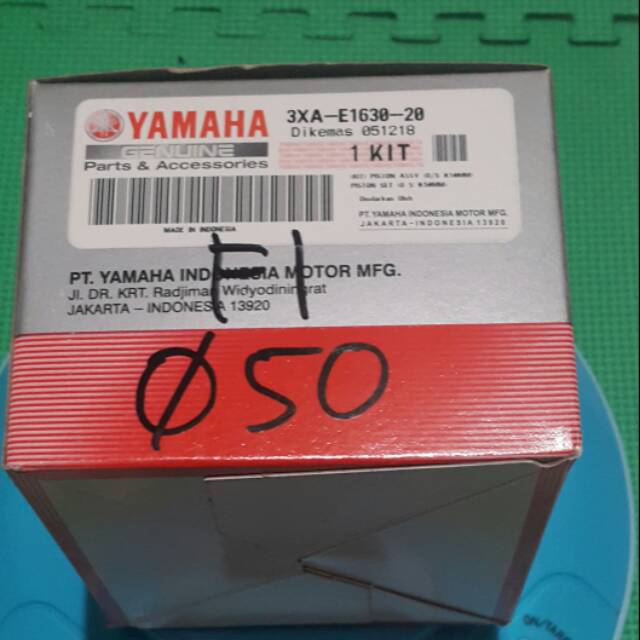 YAMAHA
GENUINE
Parts & Accessories
MADE IN INDONESIA
3XA-E1630-20
Dikemas 051218
1 KIT
PT. YAMAHA INDONESIA MOTOR MFG.
JAKARTA-INDONESIA 13920
F1
PT. YAMAHA INDONESIA MOTOR MFG.
Jl. DR. KRT. Radjiman Widyodiningrat
JAKARTA – INDONESIA 13920
Ø50